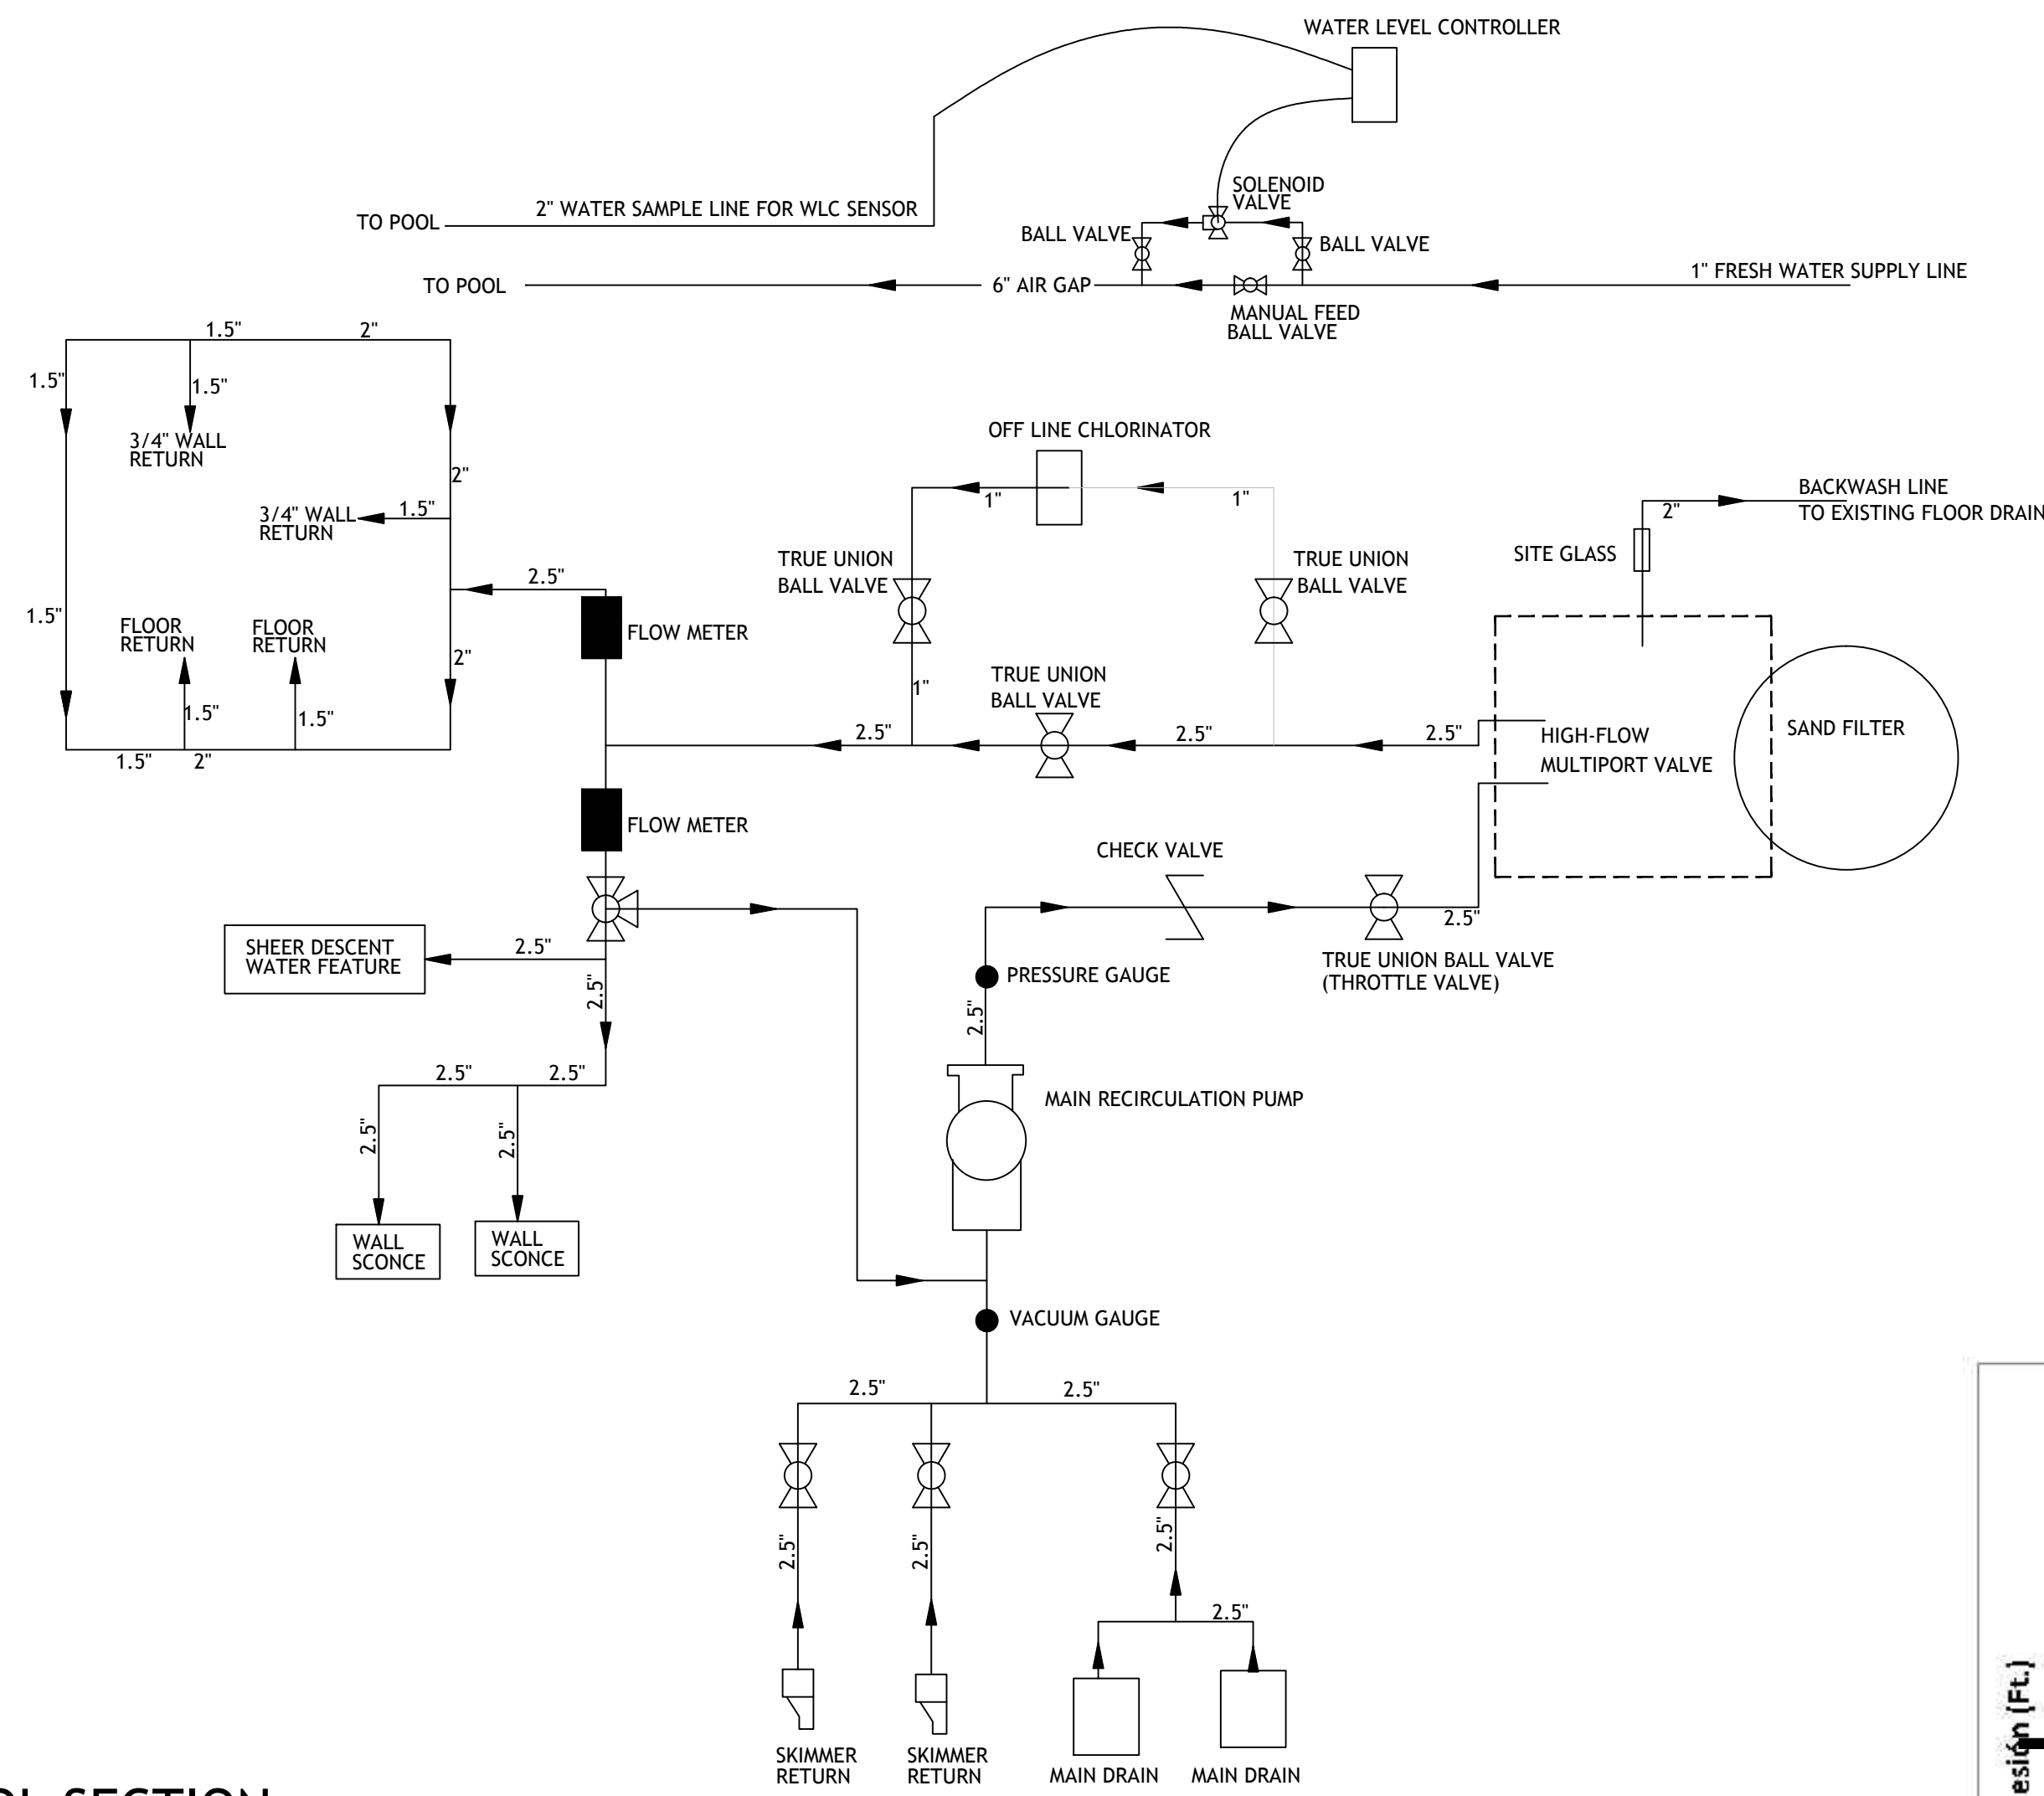 WATER LEVEL CONTROLLER
SOLENOID
VALVE
2" WATER SAMPLE LINE FOR WLC SENSOR
TO POOL
BALL VALVE
BALL VALVE
1" FRESH WATER SUPPLY LINE
TO POOL
6" AIR GAP
MANUAL FEED
BALL VALVE
1.5"
2"
1.5"
1.5"
3/4" WALL
RETURN
2"
1.5"
3/4" WALL
RETURN
2.5"
1.5"
FLOOR
RETURN
FLOOR
RETURN
2"
1.5"
1.5"
1.5"
2"
FLOW METER
OFF LINE CHLORINATOR
1"
1"
TRUE UNION
BALL VALVE
TRUE UNION
BALL VALVE
1"
TRUE UNION
BALL VALVE
2.5"
2.5"
2.5"
BACKWASH LINE
TO EXISTING FLOOR DRAIN
2"
SITE GLASS
HIGH-FLOW
MULTIPORT VALVE
SAND FILTER
FLOW METER
CHECK VALVE
2.5"
TRUE UNION BALL VALVE
(THROTTLE VALVE)
PRESSURE GAUGE
2.5"
SHEER DESCENT
WATER FEATURE
2.5"
2.5"
2.5"
2.5"
2.5"
2.5"
WALL
SCONCE
WALL
SCONCE
MAIN RECIRCULATION PUMP
VACUUM GAUGE
2.5"
2.5"
2.5"
2.5"
2.5"
2.5"
SKIMMER
RETURN
SKIMMER
RETURN
MAIN DRAIN
MAIN DRAIN
SECTION
(Ft.)